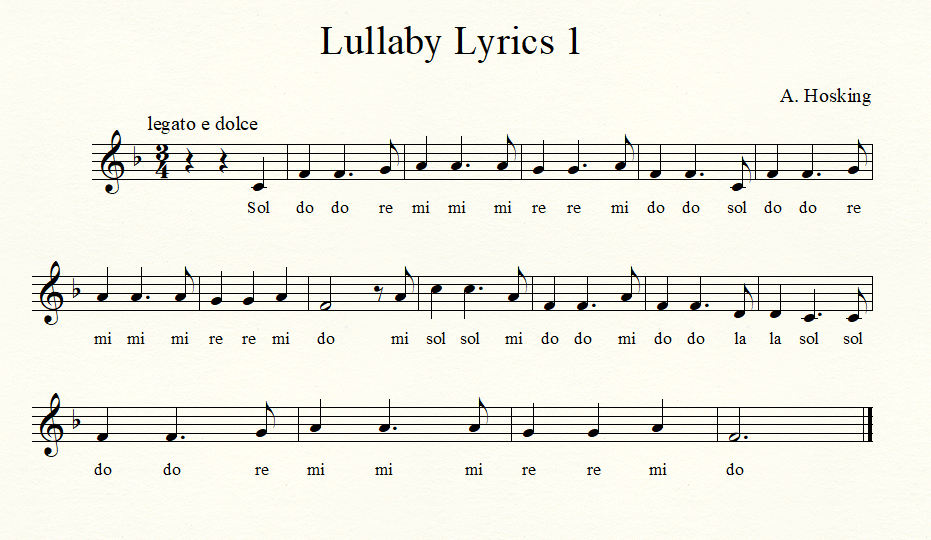 Lullaby Lyrics 1
A. Hosking
legato e dolce
3
4
Sol do do re mi mi mi re re mi do do sol do do re
mi mi mi re re mi do mi sol sol mi do do mi do do la la sol sol
do do re mi mi mi re re mi do